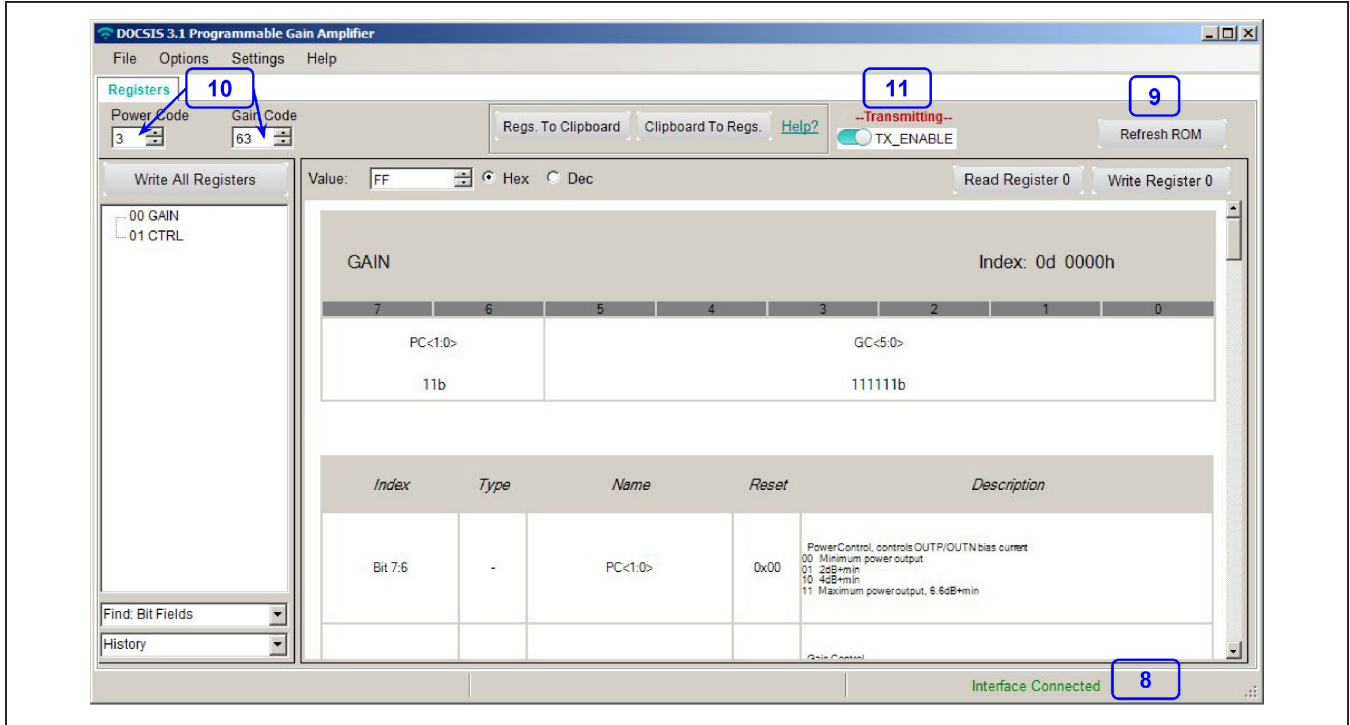 DOCSIS 3.1 Programmable Gain Amplifier
File Options Settings Help
Registers
10
11
9
Power Code Gain Code
3 63
Regs. To Clipboard Clipboard To Regs. Help?
--Transmitting--
TX_ENABLE
Refresh ROM
Write All Registers
Value: FF Hex Dec
Read Register 0 Write Register 0
00 GAIN
01 CTRL
GAIN Index: 0d 0000h
7 6 5 4 3 2 1 0
PC<1:0> GC<5:0>
11b 111111b
Index Type Name Reset Description
Bit 7:6 - PC<1:0> 0x00
PowerControl, controls OUTP/OUTN bias current
00 Minimum power output
01 2dB+min
10 4dB+min
11 Maximum power output, 6.6dB+min
Gain Control
Find: Bit Fields
History
Interface Connected
8